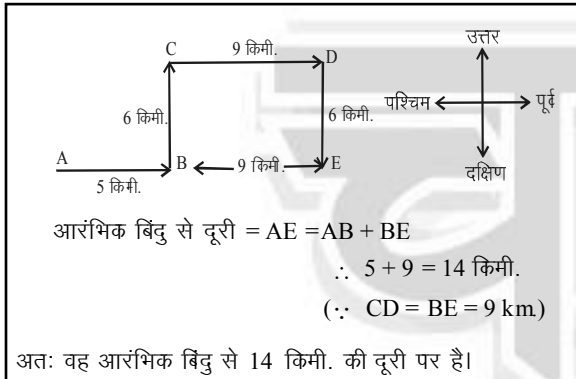 C 9 किमी. D
उत्तर
6 किमी. 6 किमी. पश्चिम पूर्व
A B 9 किमी. E
5 किमी. दक्षिण
आरंभिक बिंदु से दूरी = AE = AB + BE
∴ 5 + 9 = 14 किमी.
(∵ CD = BE = 9 km.)
अतः वह आरंभिक बिंदु से 14 किमी. की दूरी पर है।